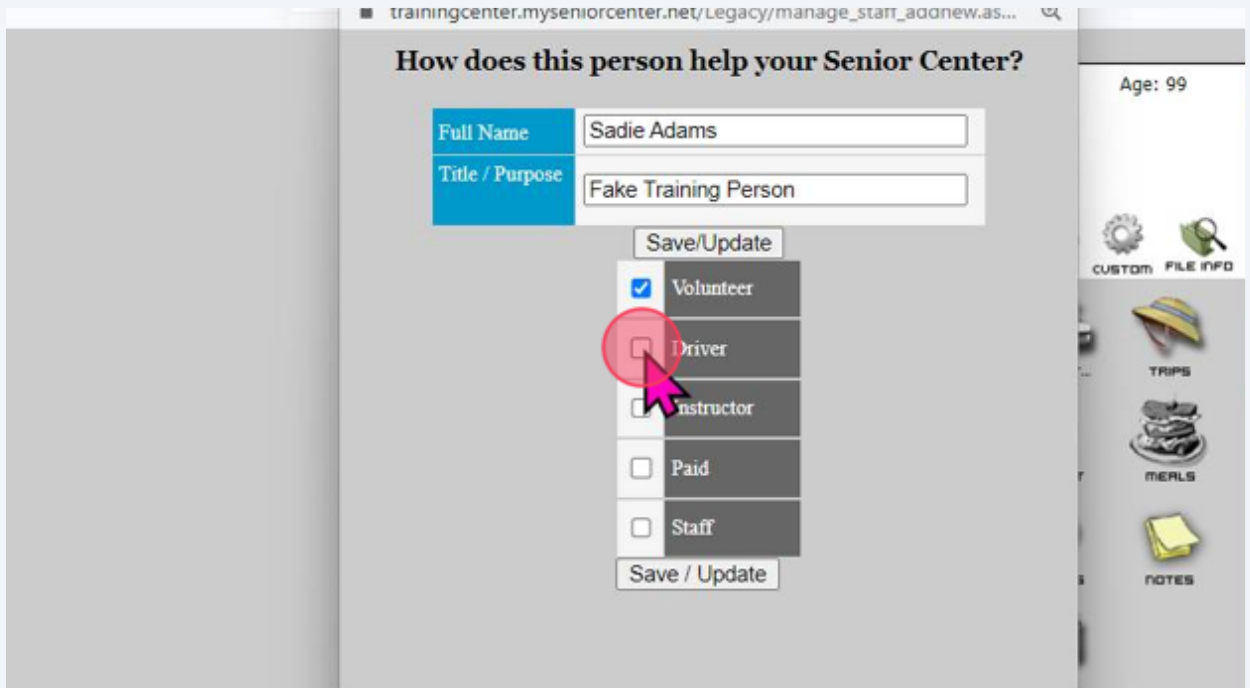 trainingcenter.myseniorcenter.net/Legacy/manage_staff_addnew.as...
How does this person help your Senior Center?
Age: 99
Full Name Sadie Adams
Title / Purpose Fake Training Person
Save/Update
CUSTOM FILE INFO
Volunteer
Driver
TRIPS
Instructor
Paid
MEALS
Staff
Save / Update
NOTES